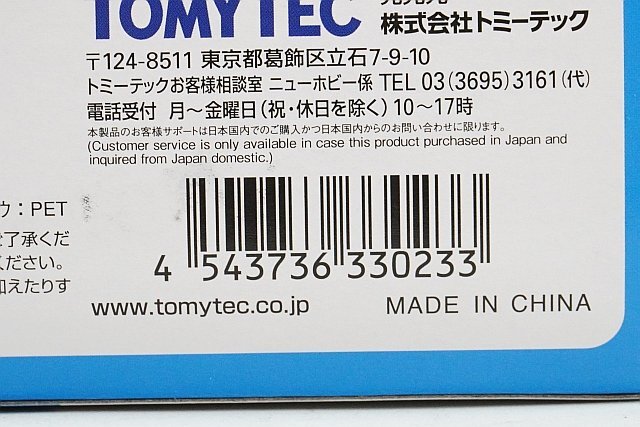 TOMYTEC 株式会社トミーテック
〒124-8511 東京都葛飾区立石7-9-10
トミーテックお客様相談室 ニューホビー係 TEL 03(3695)3161(代)
電話受付 月～金曜日(祝・休日を除く)10～17時
本製品のお客様サポートは日本国内でのご購入かつ日本国内からのお問い合わせに限ります。
(Customer service is only available in case this product purchased in Japan and
inquired from Japan domestic.)
ウ：PET
了承くだ
ください。
加えたりす
4 543736 330233
www.tomytec.co.jp MADE IN CHINA